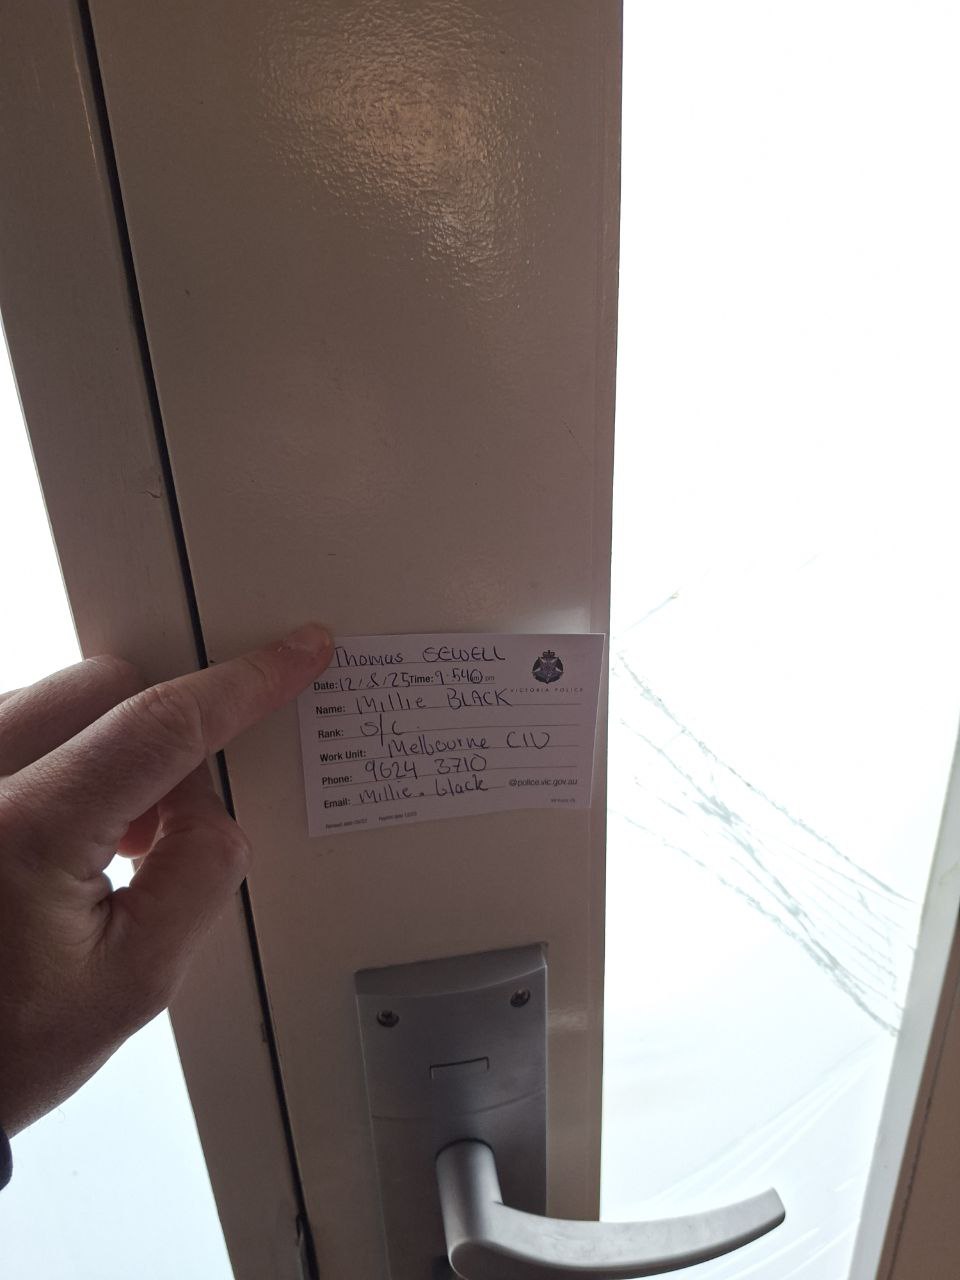 Thomas SEWELL
Date: 12/8/25 Time: 9.54 am pm
VICTORIA POLICE
Name: Millie BLACK
Rank: S/C
Work Unit: Melbourne CIU
Phone: 9624 3710
Email: Millie.black @police.vic.gov.au